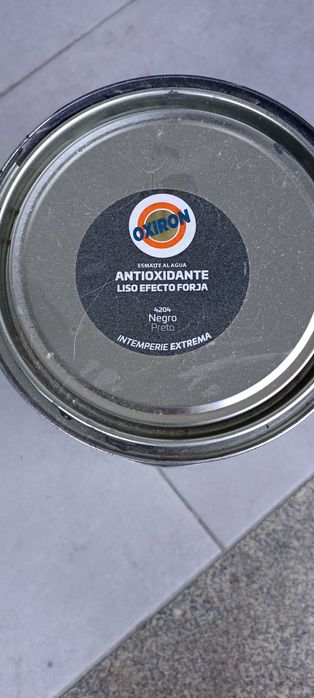 OXIRON
ESMALTE AL AGUA
ANTIOXIDANTE
LISO EFECTO FORJA
4204
Negro
Preto
INTEMPERIE EXTREMA